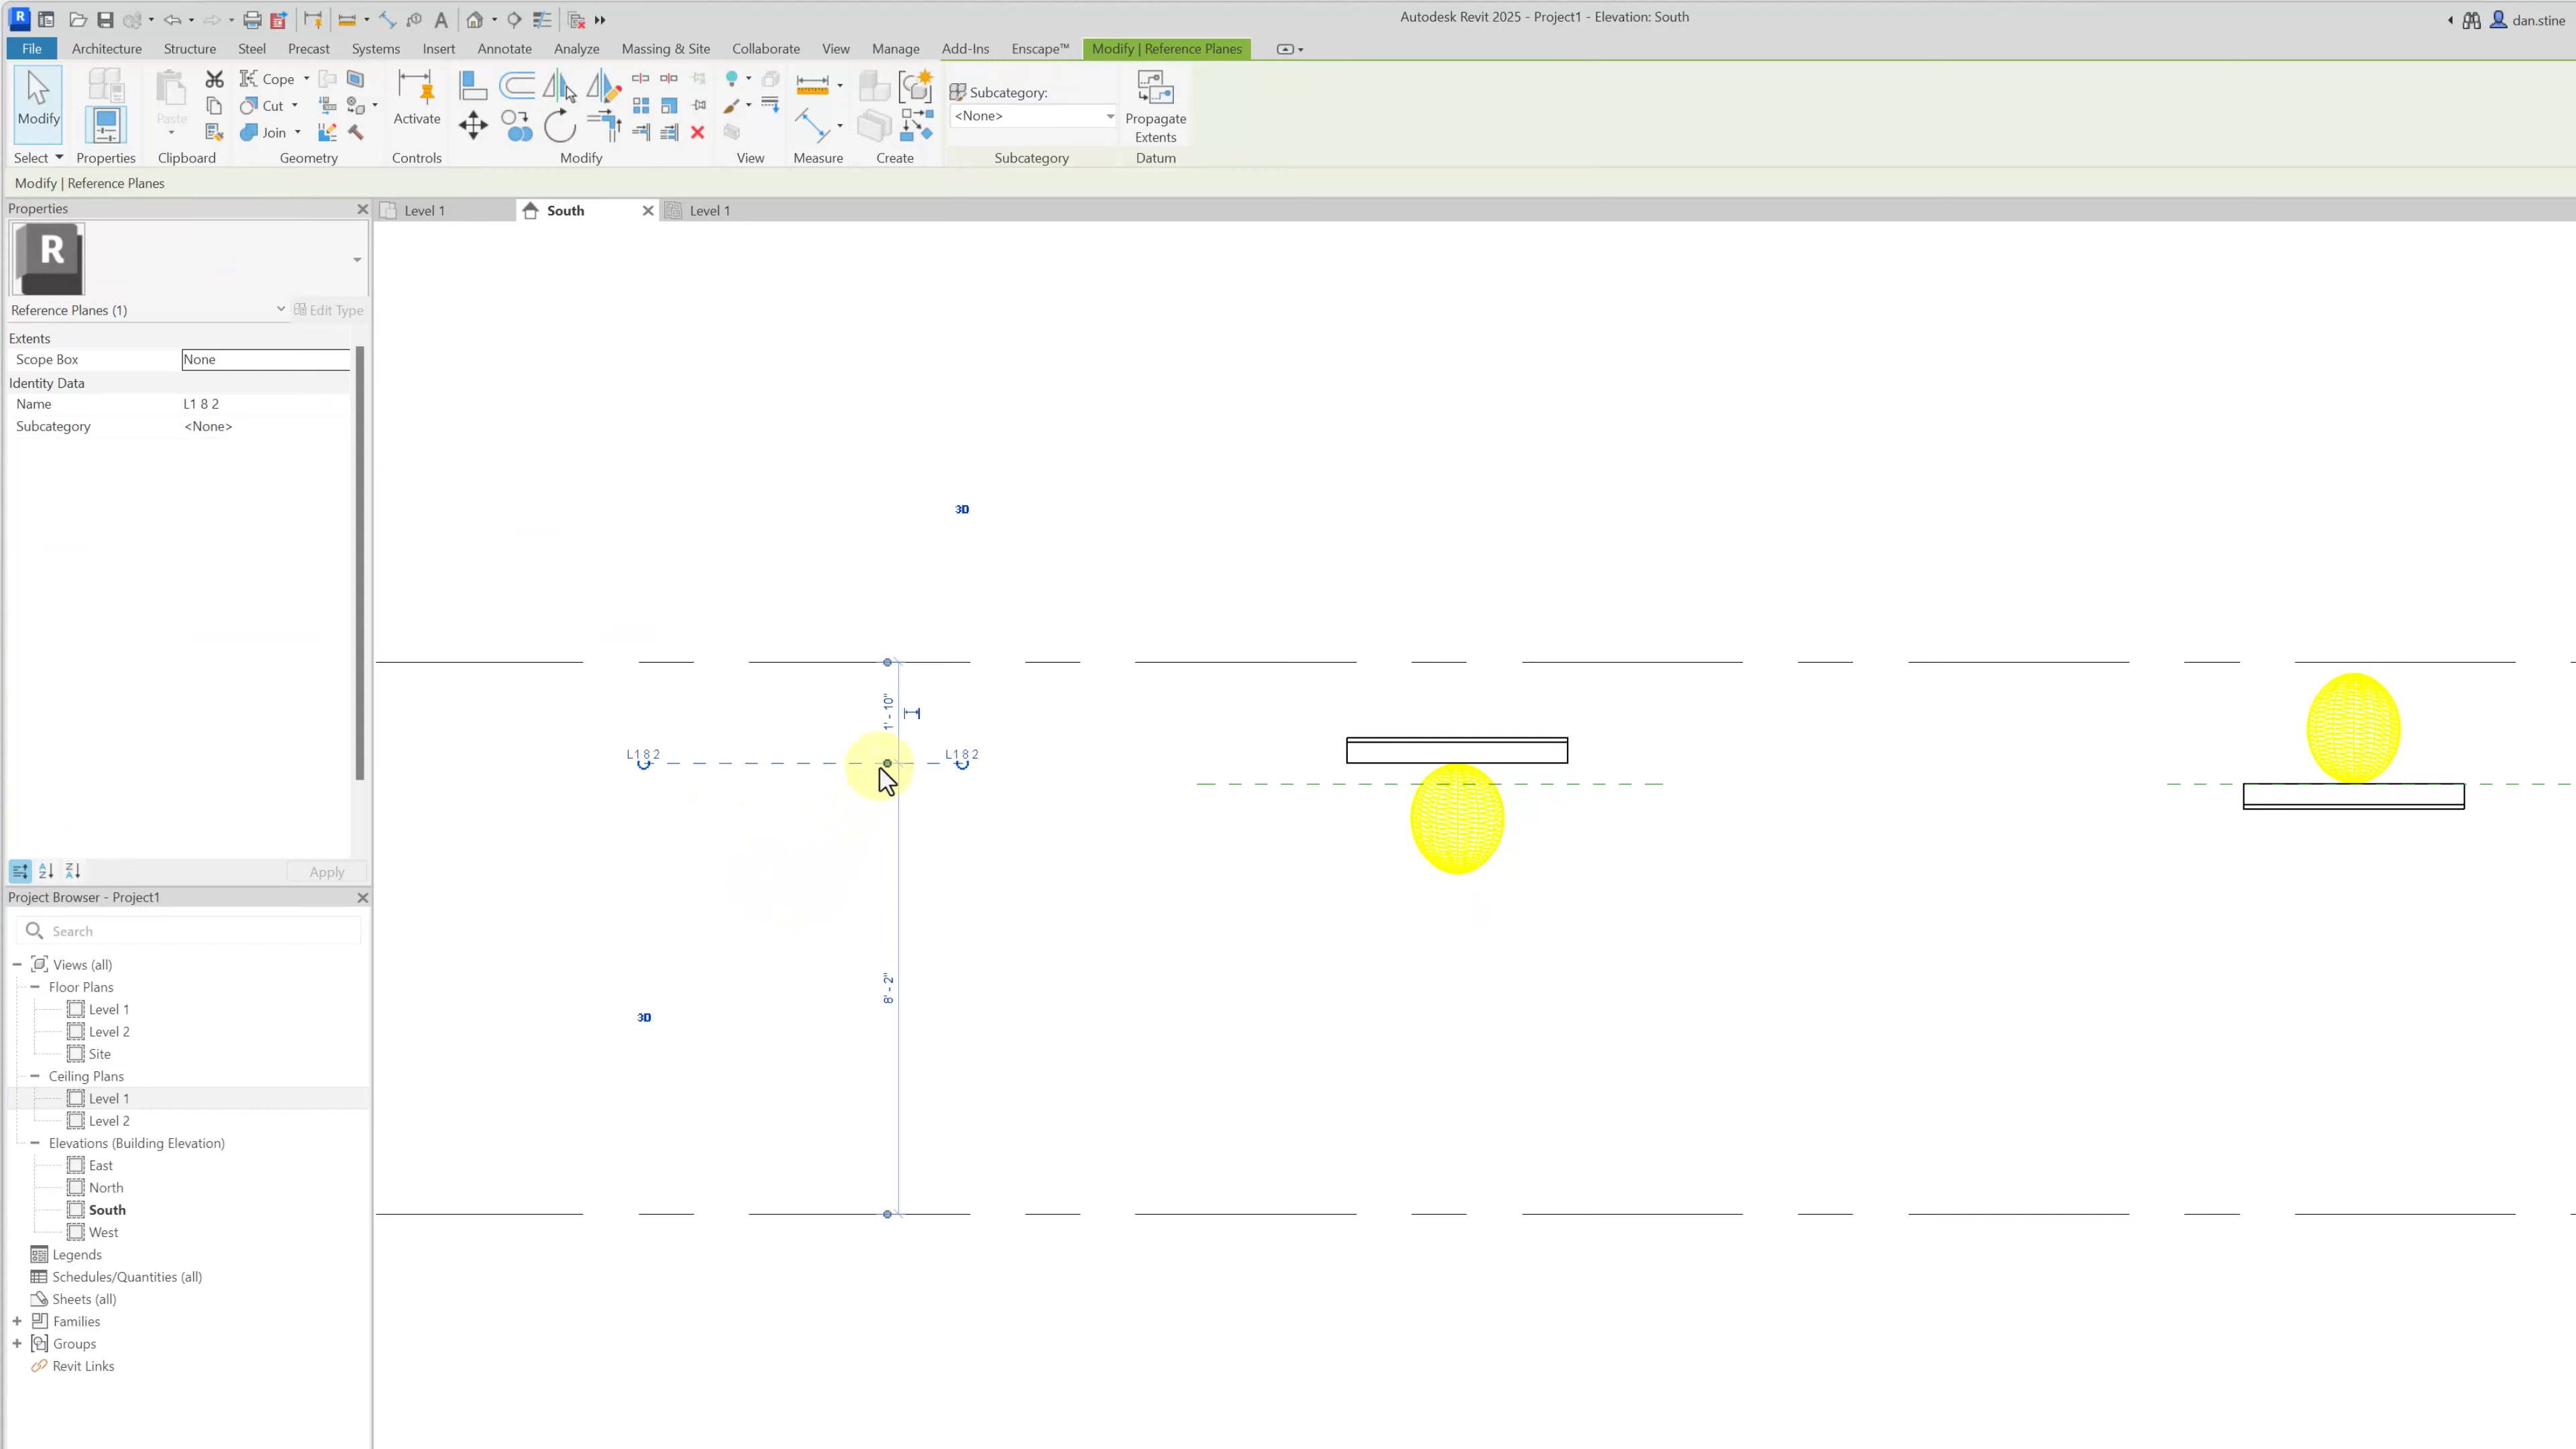 Autodesk Revit 2025 - Project1 - Elevation: South
dan.stine
File Architecture Structure Steel Precast Systems Insert Annotate Analyze Massing & Site Collaborate View Manage Add-Ins Enscape™ Modify | Reference Planes
Modify
Paste
Cope
Cut
Join
Activate
Subcategory:
<None>
Propagate
Extents
Select Properties Clipboard Geometry Controls Modify View Measure Create Subcategory Datum
Modify | Reference Planes
Properties
Level 1
South
Level 1
R
Reference Planes (1)
Edit Type
Extents
Scope Box None
Identity Data
Name L1 8 2
Subcategory <None>
3D
1' - 10"
L1 8 2
L1 8 2
8' - 2"
3D
Apply
Project Browser - Project1
Search
Views (all)
Floor Plans
Level 1
Level 2
Site
Ceiling Plans
Level 1
Level 2
Elevations (Building Elevation)
East
North
South
West
Legends
Schedules/Quantities (all)
Sheets (all)
Families
Groups
Revit Links